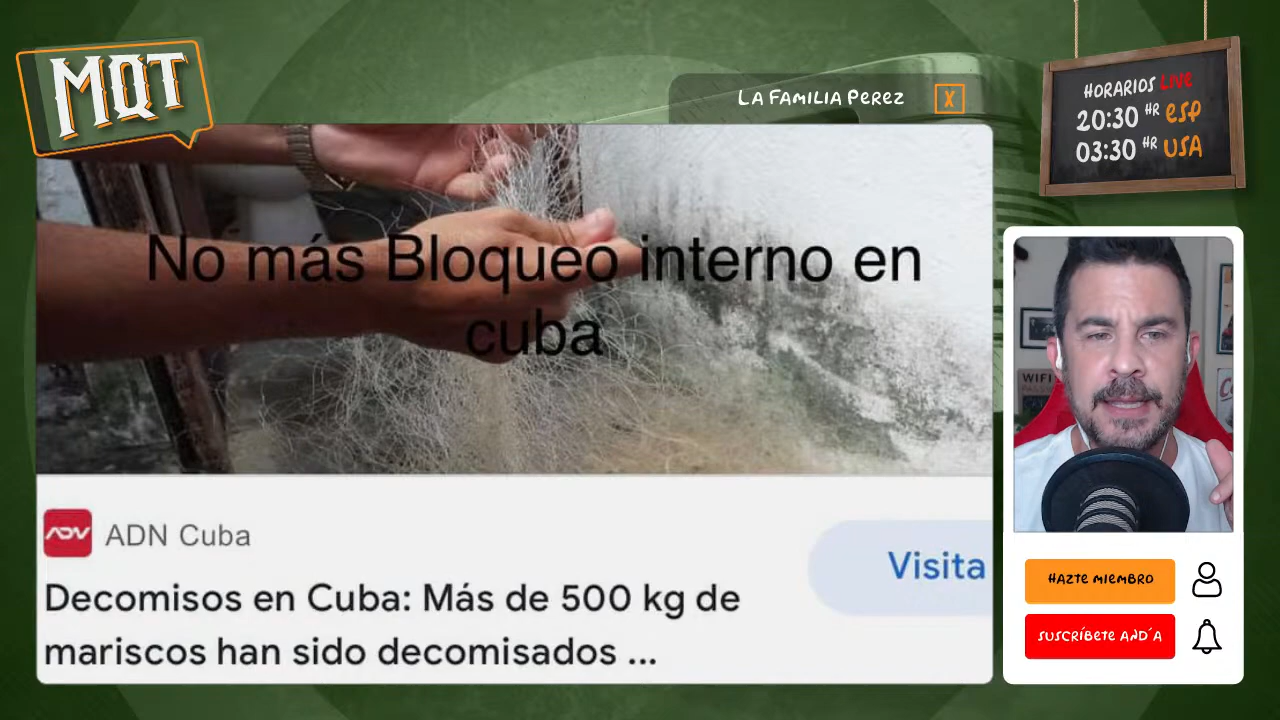 MQT
LA FAMILIA PEREZ X
HORARIOS LIVE
20:30 HR ESP
03:30 HR USA
No más Bloqueo interno en
cuba
WIFI
ADN Cuba
Visita
Decomisos en Cuba: Más de 500 kg de
mariscos han sido decomisados ...
HAZTE MIEMBRO
SUSCRÍBETE AND´A